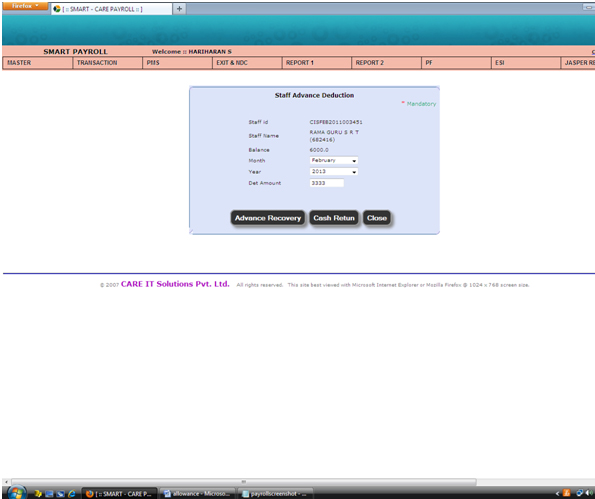 Firefox
[ :: SMART - CARE PAYROLL :: ]
+
SMART PAYROLL Welcome :: HARIHARAN S
MASTER TRANSACTION PMS EXIT & NDC REPORT 1 REPORT 2 PF ESI JASPER RE
Staff Advance Deduction
* Mandatory
Staff Id CISFEB2011003451
Staff Name RAMA GURU S R T
(682416)
Balance 6000.0
Month February
Year 2013
Det Amount 3333
Advance Recovery Cash Retun Close
© 2007 CARE IT Solutions Pvt. Ltd. All rights reserved. This site best viewed with Microsoft Internet Explorer or Mozilla Firefox @ 1024 x 768 screen size.
[ :: SMART - CARE P... allowance - Microso... payrollscreenshot - ...